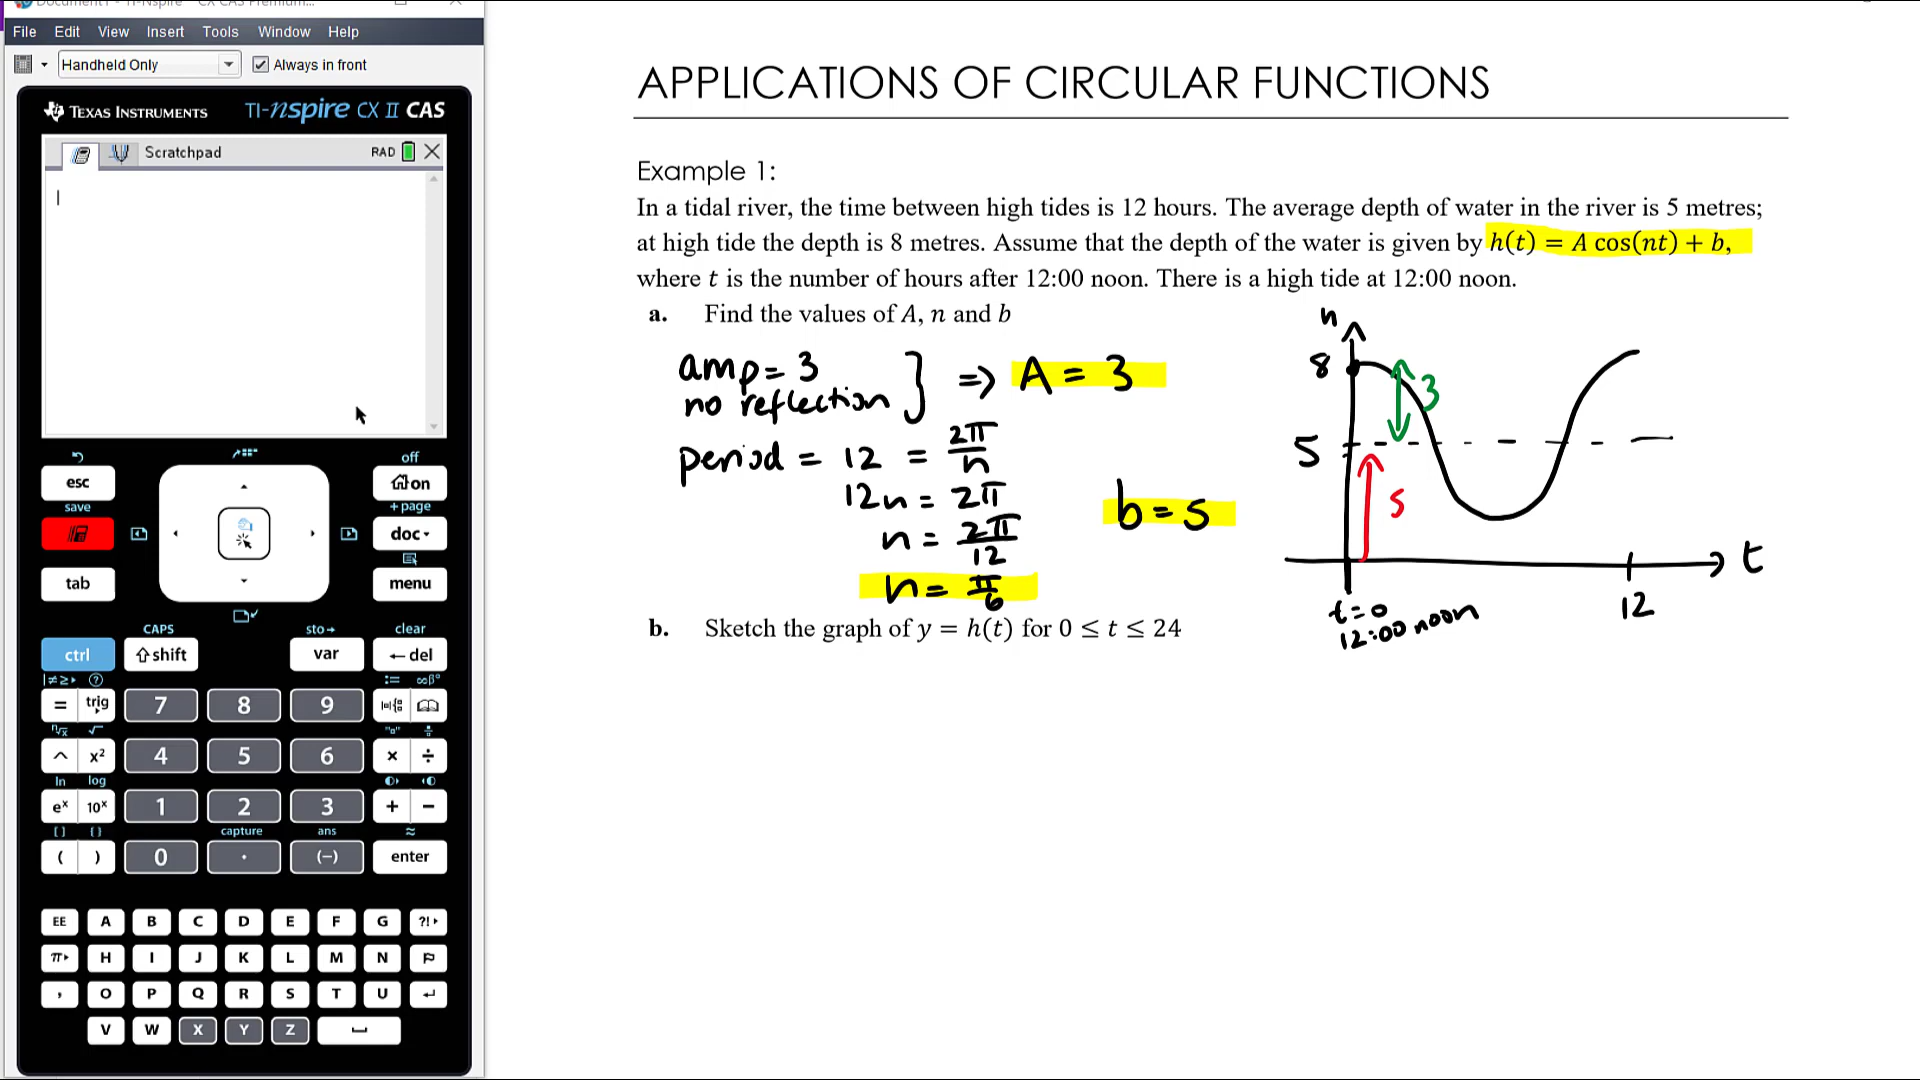 File Edit View Insert Tools Window Help
Handheld Only
Always in front
TEXAS INSTRUMENTS TI-nspire CX II CAS
Scratchpad RAD
off
esc on
save + page
doc
tab menu
CAPS sto→ clear
ctrl ⇧shift var ←del
:= ∞β°
= trig 7 8 9
ⁿ√x √
^ x² 4 5 6 × ÷
ln log
eˣ 10ˣ 1 2 3 + −
[ ] { } capture ans ≈
( ) 0 . (−) enter
EE A B C D E F G ?!▸
π▸ H I J K L M N
, O P Q R S T U ↵
V W X Y Z
APPLICATIONS OF CIRCULAR FUNCTIONS
Example 1:
In a tidal river, the time between high tides is 12 hours. The average depth of water in the river is 5 metres;
at high tide the depth is 8 metres. Assume that the depth of the water is given by h(t) = A cos(nt) + b,
where t is the number of hours after 12:00 noon. There is a high tide at 12:00 noon.
a. Find the values of A, n and b
amp = 3
no reflection } => A = 3
period = 12 = 2π/n
12n = 2π
n = 2π/12
n = π/6
b = 5
h
8
3
5
5
t
t=0
12:00 noon
12
b. Sketch the graph of y = h(t) for 0 ≤ t ≤ 24